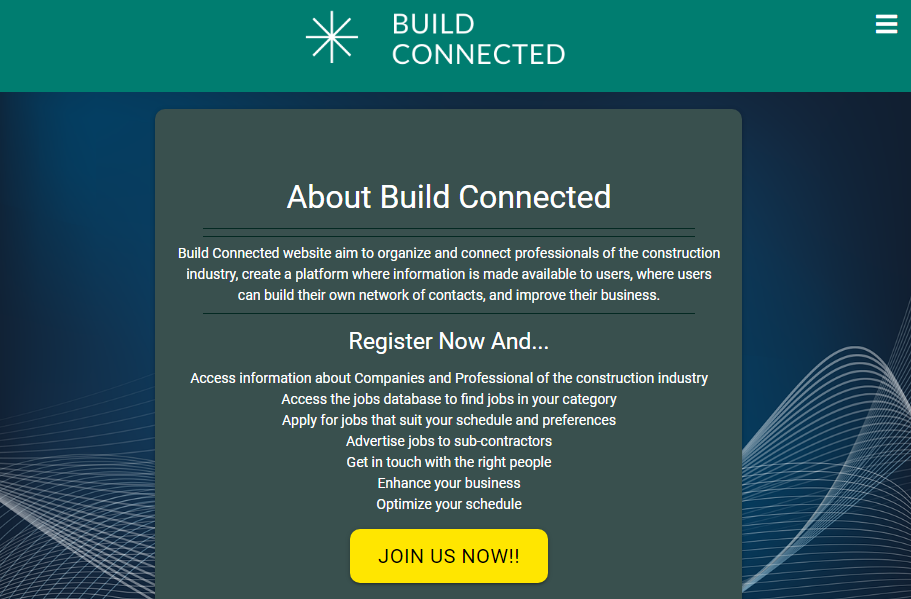 BUILD
CONNECTED
About Build Connected
Build Connected website aim to organize and connect professionals of the construction
industry, create a platform where information is made available to users, where users
can build their own network of contacts, and improve their business.
Register Now And...
Access information about Companies and Professional of the construction industry
Access the jobs database to find jobs in your category
Apply for jobs that suit your schedule and preferences
Advertise jobs to sub-contractors
Get in touch with the right people
Enhance your business
Optimize your schedule
JOIN US NOW!!